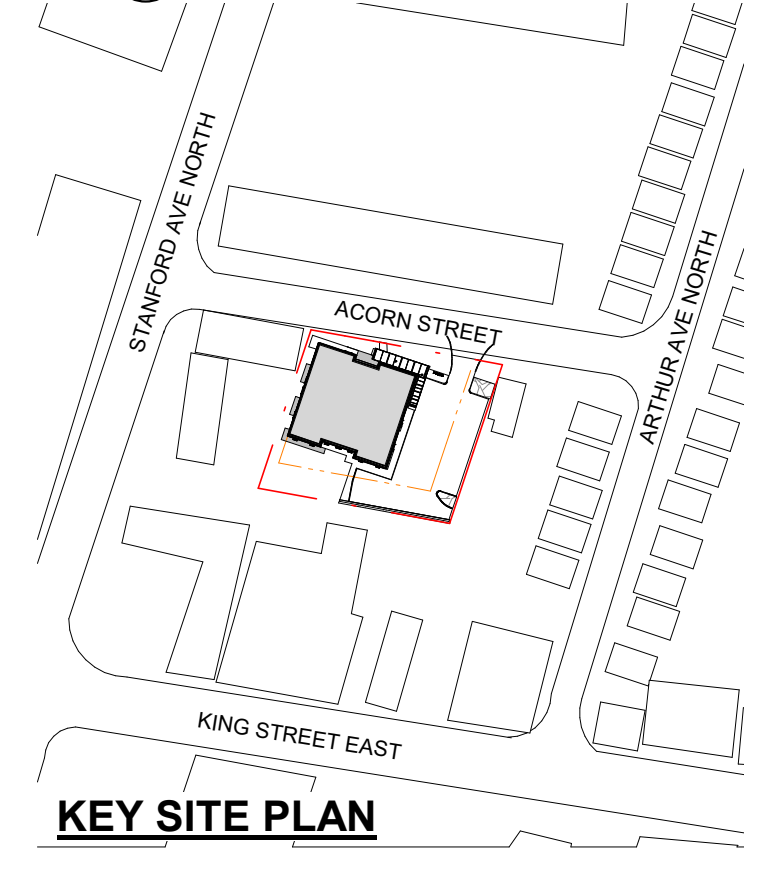 STANFORD AVE NORTH
ACORN STREET
ARTHUR AVE NORTH
KING STREET EAST
KEY SITE PLAN